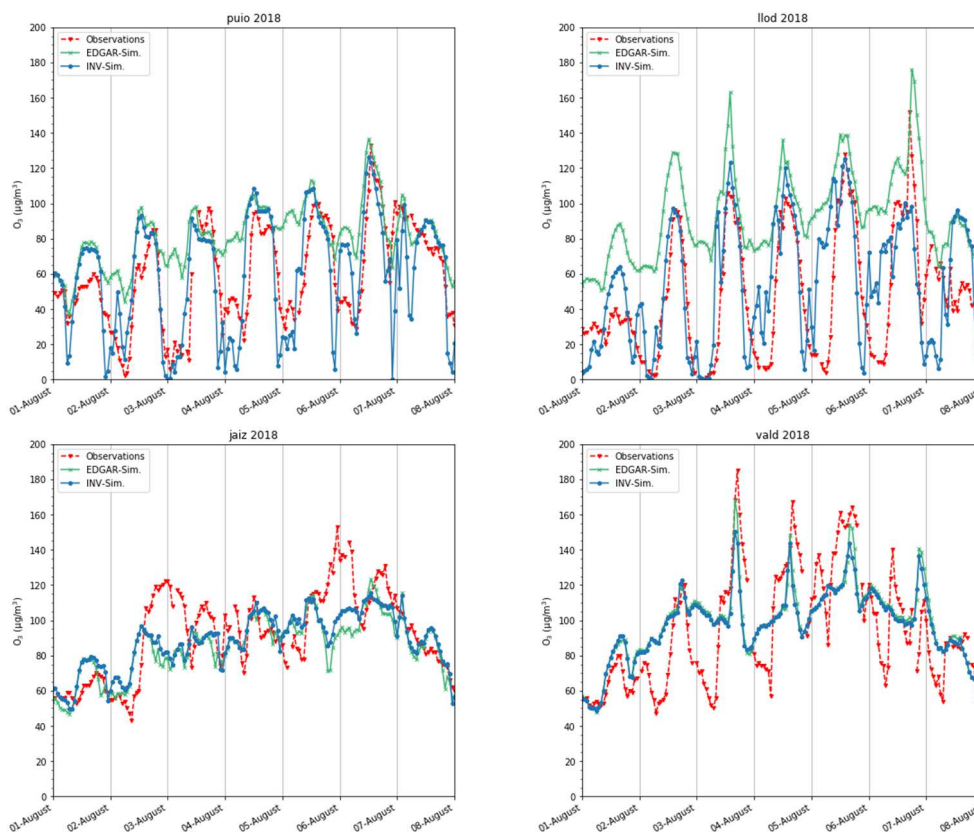 puio 2018
200
180
160
140
120
100
80
60
40
20
0
O₃ (μg/m³)
Observations
EDGAR-Sim.
INV-Sim.
01-August
02-August
03-August
04-August
05-August
06-August
07-August
08-August
llod 2018
200
180
160
140
120
100
80
60
40
20
0
O₃ (μg/m³)
Observations
EDGAR-Sim.
INV-Sim.
01-August
02-August
03-August
04-August
05-August
06-August
07-August
08-August
jaiz 2018
200
180
160
140
120
100
80
60
40
20
0
O₃ (μg/m³)
Observations
EDGAR-Sim.
INV-Sim.
01-August
02-August
03-August
04-August
05-August
06-August
07-August
08-August
vald 2018
200
180
160
140
120
100
80
60
40
20
0
O₃ (μg/m³)
Observations
EDGAR-Sim.
INV-Sim.
01-August
02-August
03-August
04-August
05-August
06-August
07-August
08-August